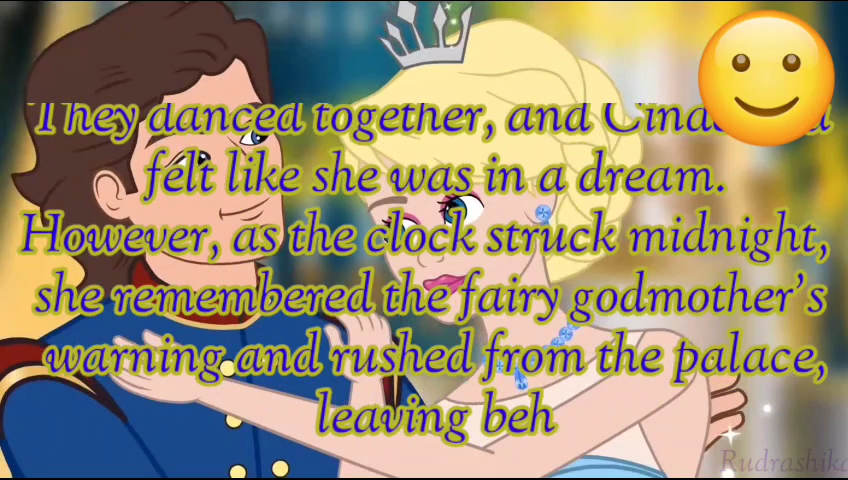 They danced together, and
felt like she was in a dream.
However, as the clock struck midnight,
she remembered the fairy godmother's
warning and rushed from the palace,
leaving beh
Rudrashika